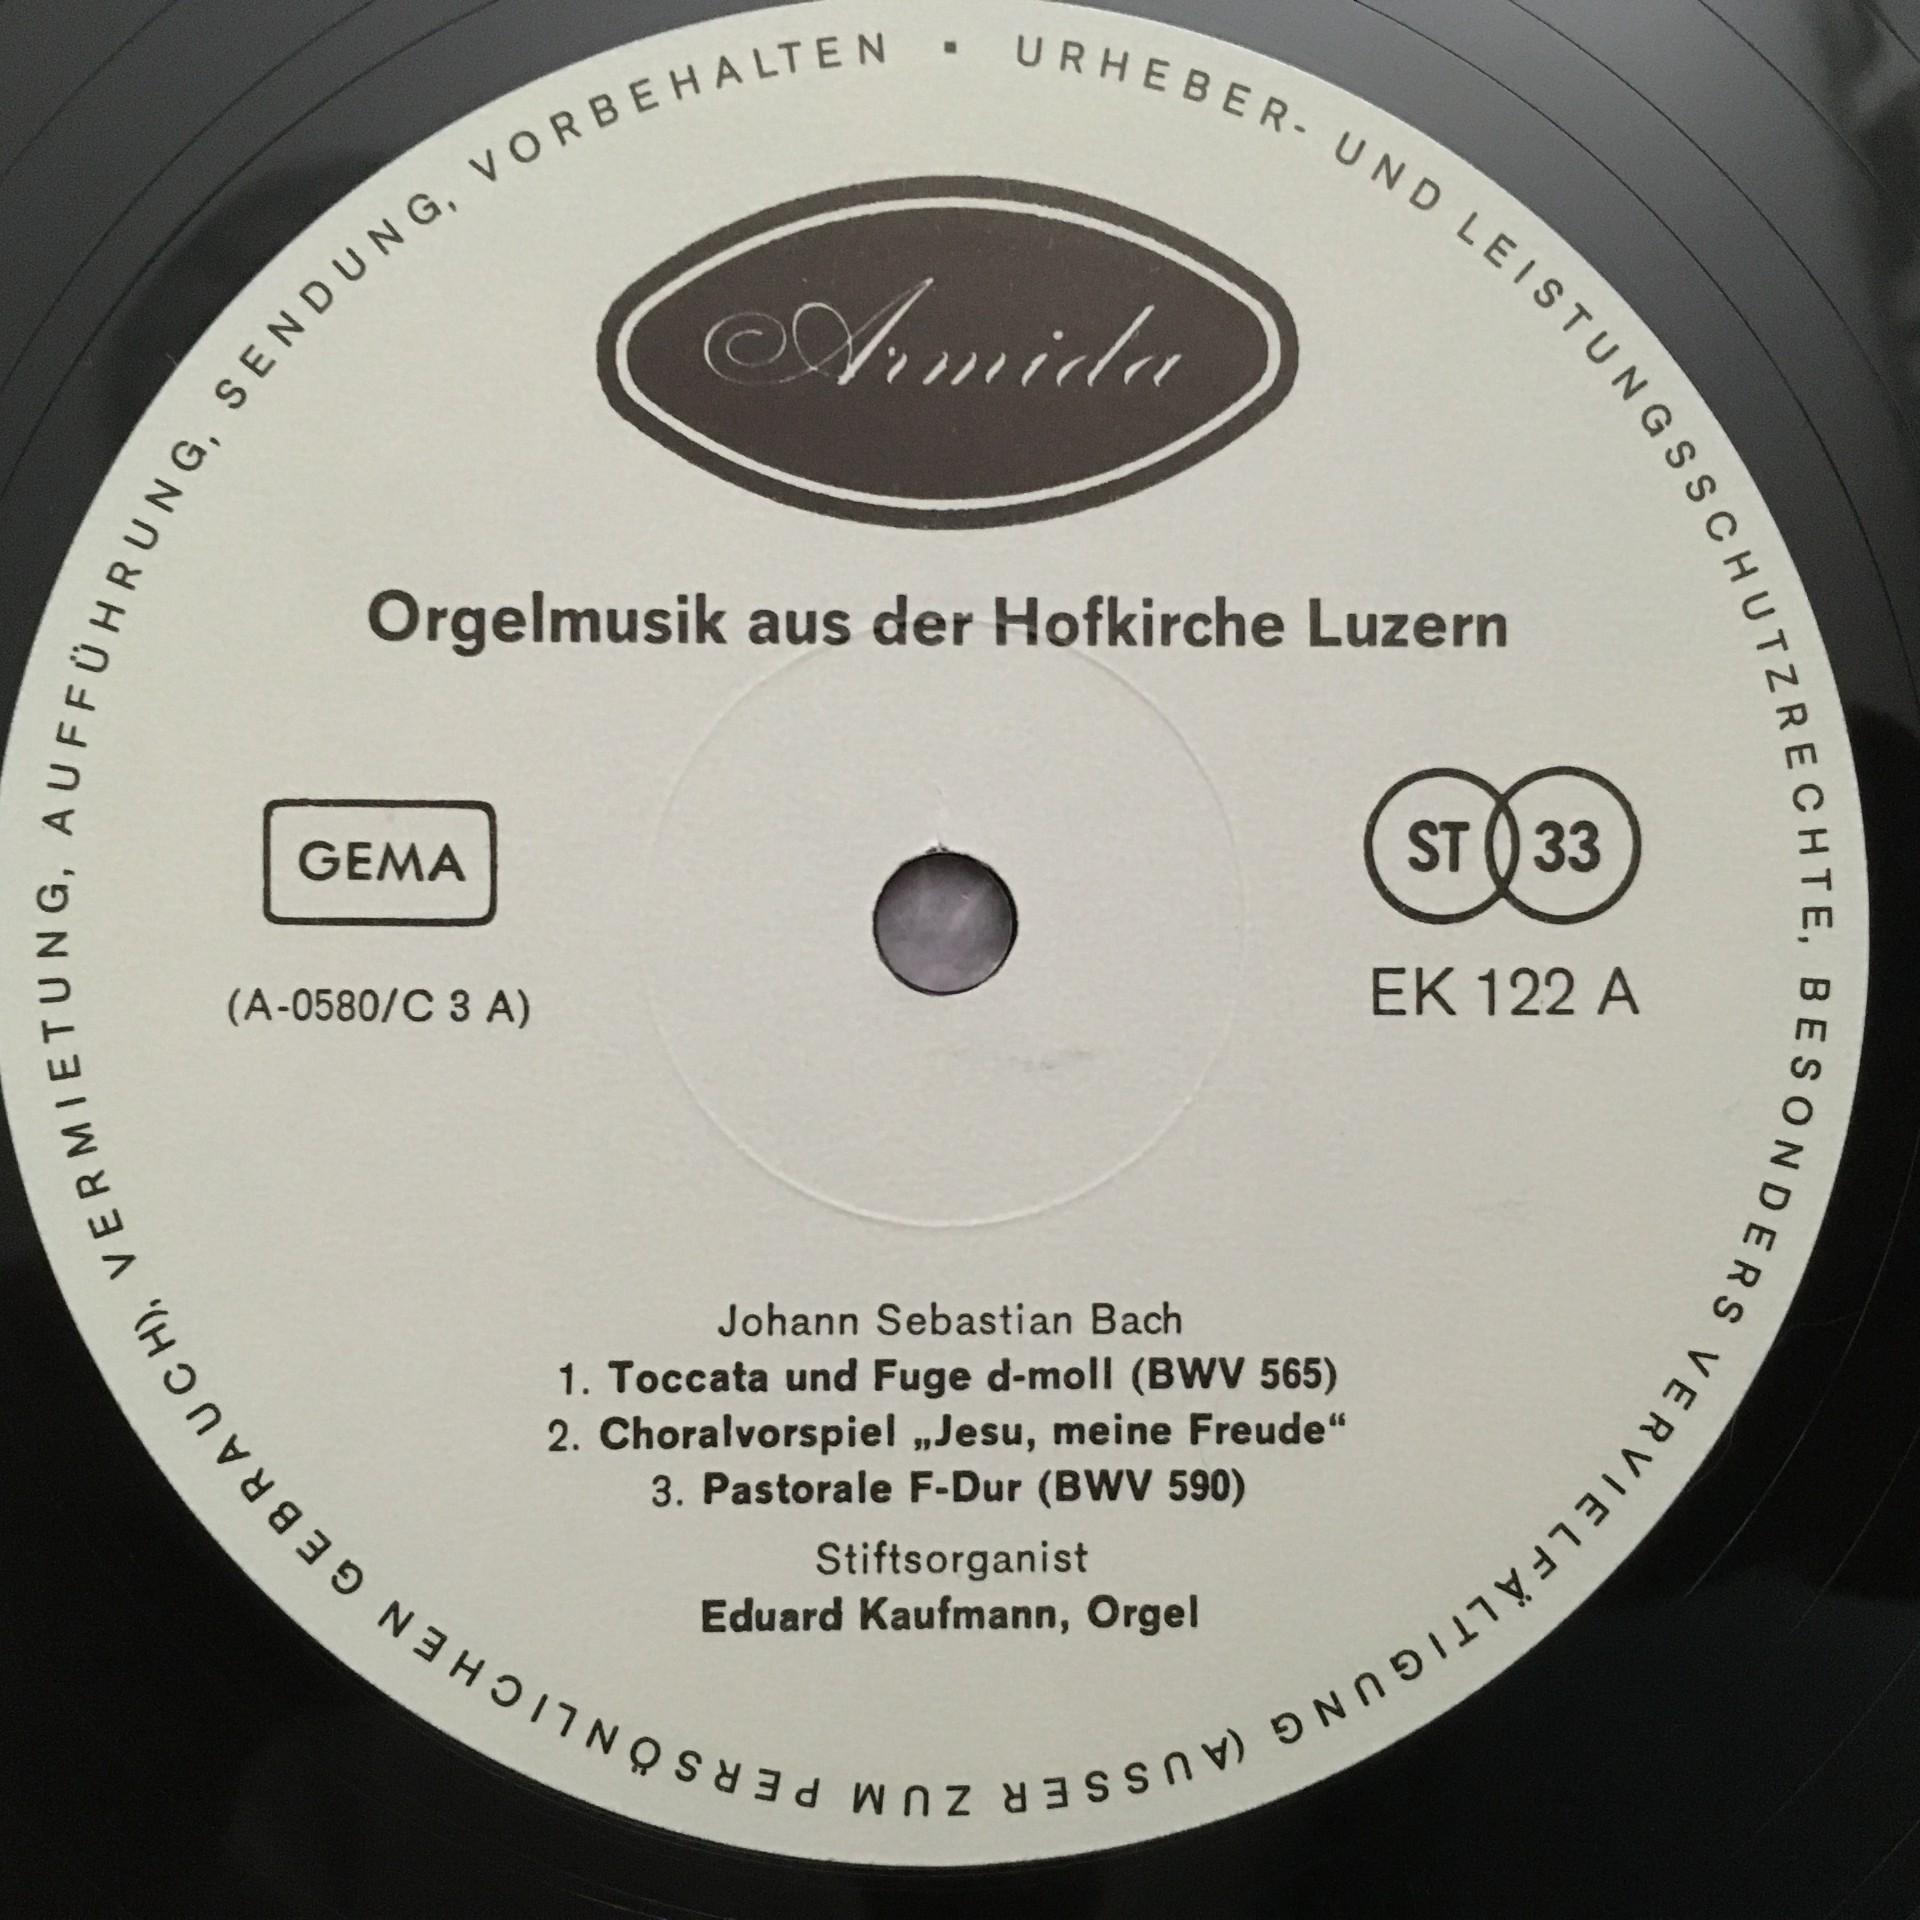 URHEBER- UND LEISTUNGSSCHUTZRECHTE, BESONDERS VERVIELFÄLTIGUNG (AUSSER ZUM PERSÖNLICHEN GEBRAUCH), VERMIETUNG, AUFFÜHRUNG, SENDUNG, VORBEHALTEN ▪
Armida
Orgelmusik aus der Hofkirche Luzern
GEMA
ST 33
(A-0580/C 3 A)
EK 122 A
Johann Sebastian Bach
1. Toccata und Fuge d-moll (BWV 565)
2. Choralvorspiel „Jesu, meine Freude“
3. Pastorale F-Dur (BWV 590)
Stiftsorganist
Eduard Kaufmann, Orgel